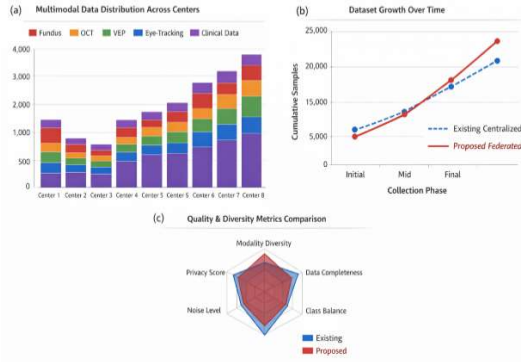 (a) Multimodal Data Distribution Across Centers
Fundus OCT VEP Eye-Tracking Clinical Data
4,000
3,000
2,000
1,000
500
0
Center 1 Center 2 Center 3 Center 4 Center 5 Center 5 Center 6 Center 7 Center 8
(b) Dataset Growth Over Time
25,000
20,000
15,000
10,000
5,000
0
Cumulative Samples
Existing Centralized
Proposed Federated
Initial Mid Final
Collection Phase
(c) Quality & Diversity Metrics Comparison
Modality Diversity
Privacy Score
Data Completeness
Noise Level
Class Balance
Existing
Proposed